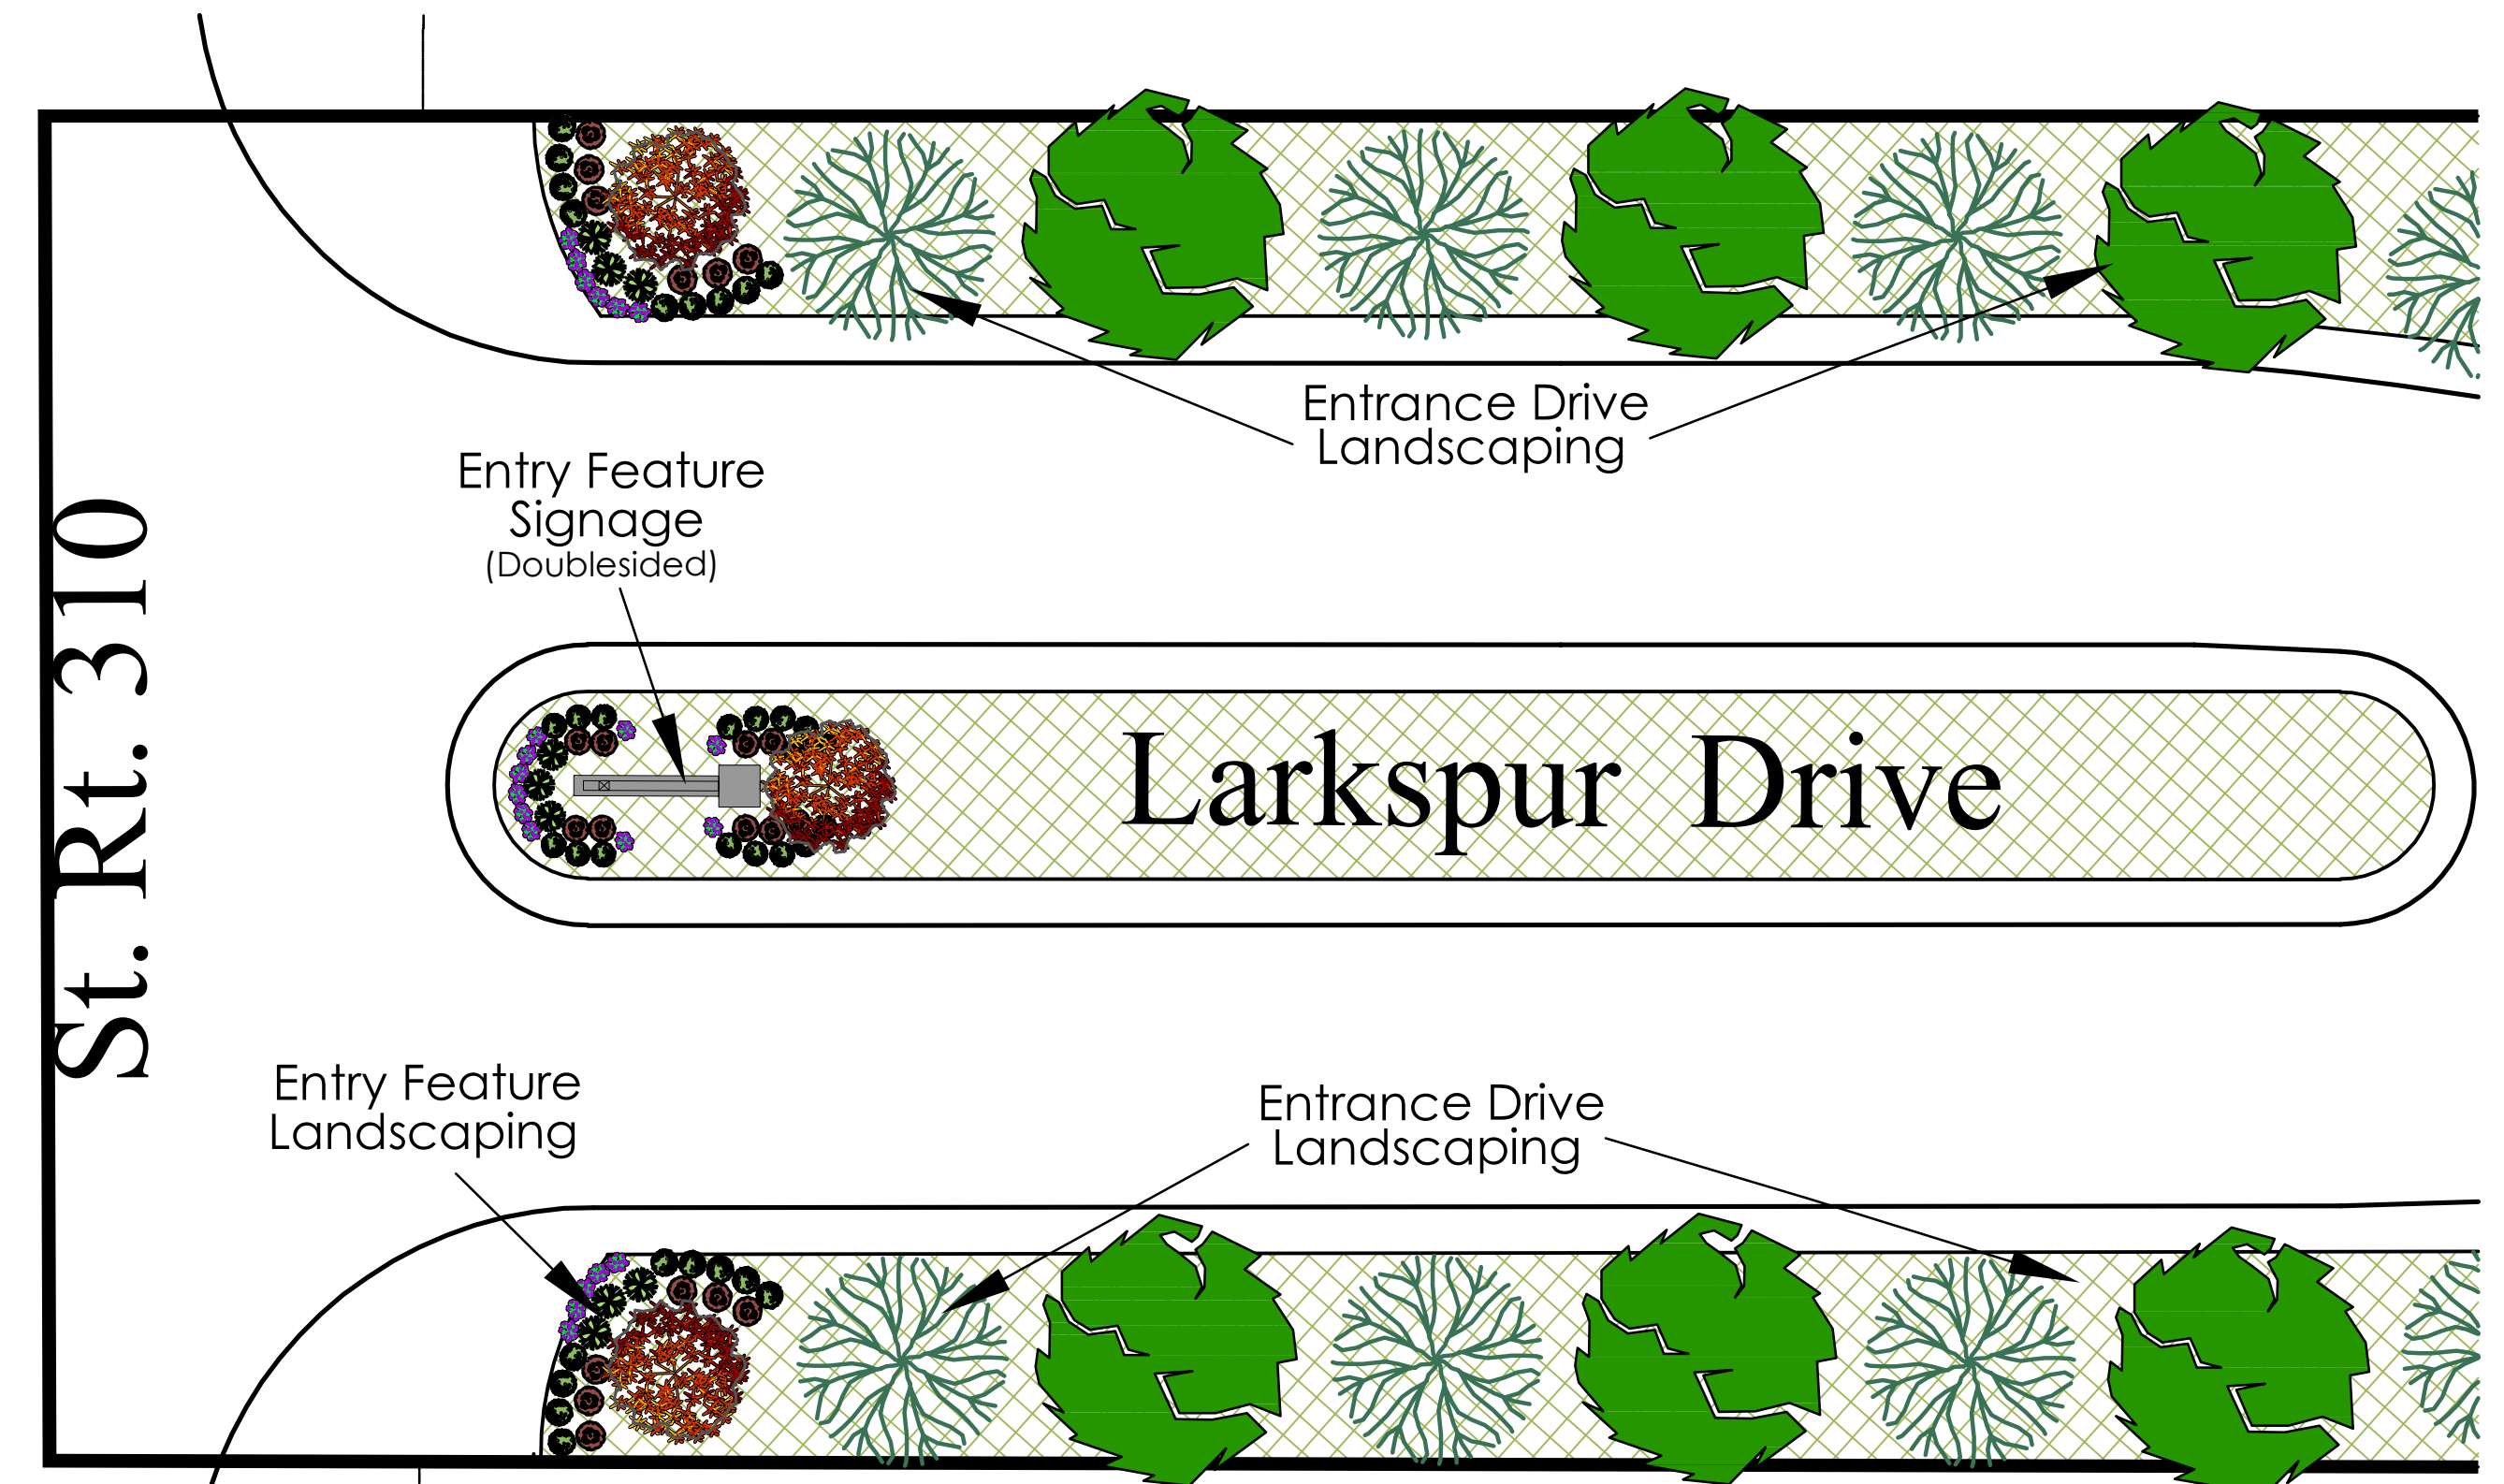 Entrance Drive
Landscaping
Entry Feature
Signage
(Doublesided)
St. Rt. 310
Larkspur Drive
Entry Feature
Landscaping
Entrance Drive
Landscaping